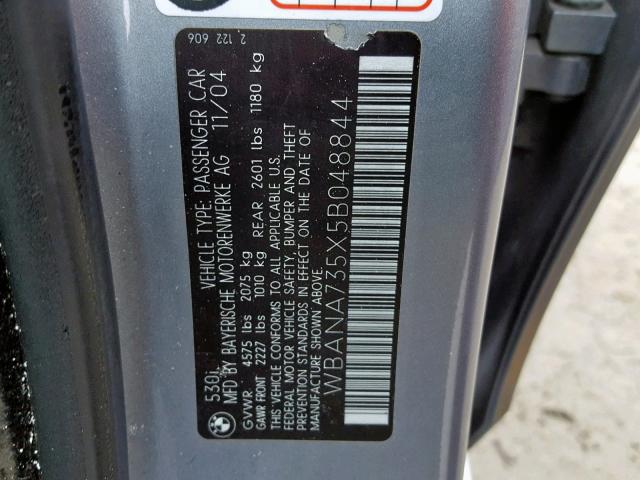 530i VEHICLE TYPE: PASSENGER CAR
MFD BY BAYERISCHE MOTORENWERKE AG 11/04
GVWR 4575 lbs 2075 kg
GAWR FRONT 2227 lbs 1010 kg REAR 2601 lbs 1180 kg
THIS VEHICLE CONFORMS TO ALL APPLICABLE U.S.
FEDERAL MOTOR VEHICLE SAFETY, BUMPER AND THEFT
PREVENTION STANDARDS IN EFFECT ON THE DATE OF
MANUFACTURE SHOWN ABOVE.
WBANA735X5B048844
2 122 606